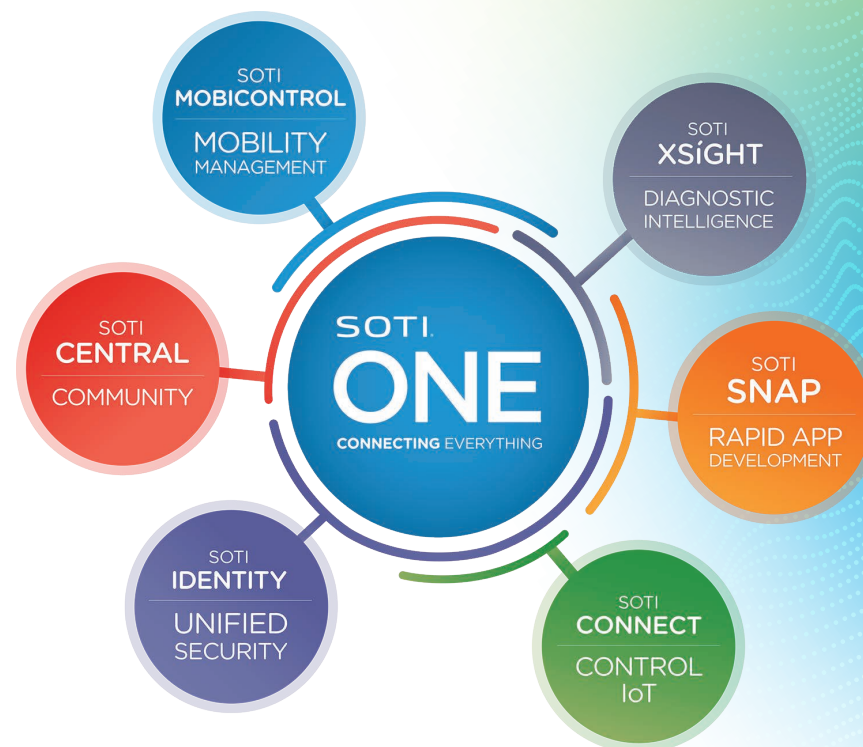 SOTI
MOBICONTROL
MOBILITY
MANAGEMENT
SOTI
XSíGHT
DIAGNOSTIC
INTELLIGENCE
SOTI
CENTRAL
COMMUNITY
SOTI.
ONE
CONNECTING EVERYTHING
SOTI
SNAP
RAPID APP
DEVELOPMENT
SOTI
IDENTITY
UNIFIED
SECURITY
SOTI
CONNECT
CONTROL
IoT